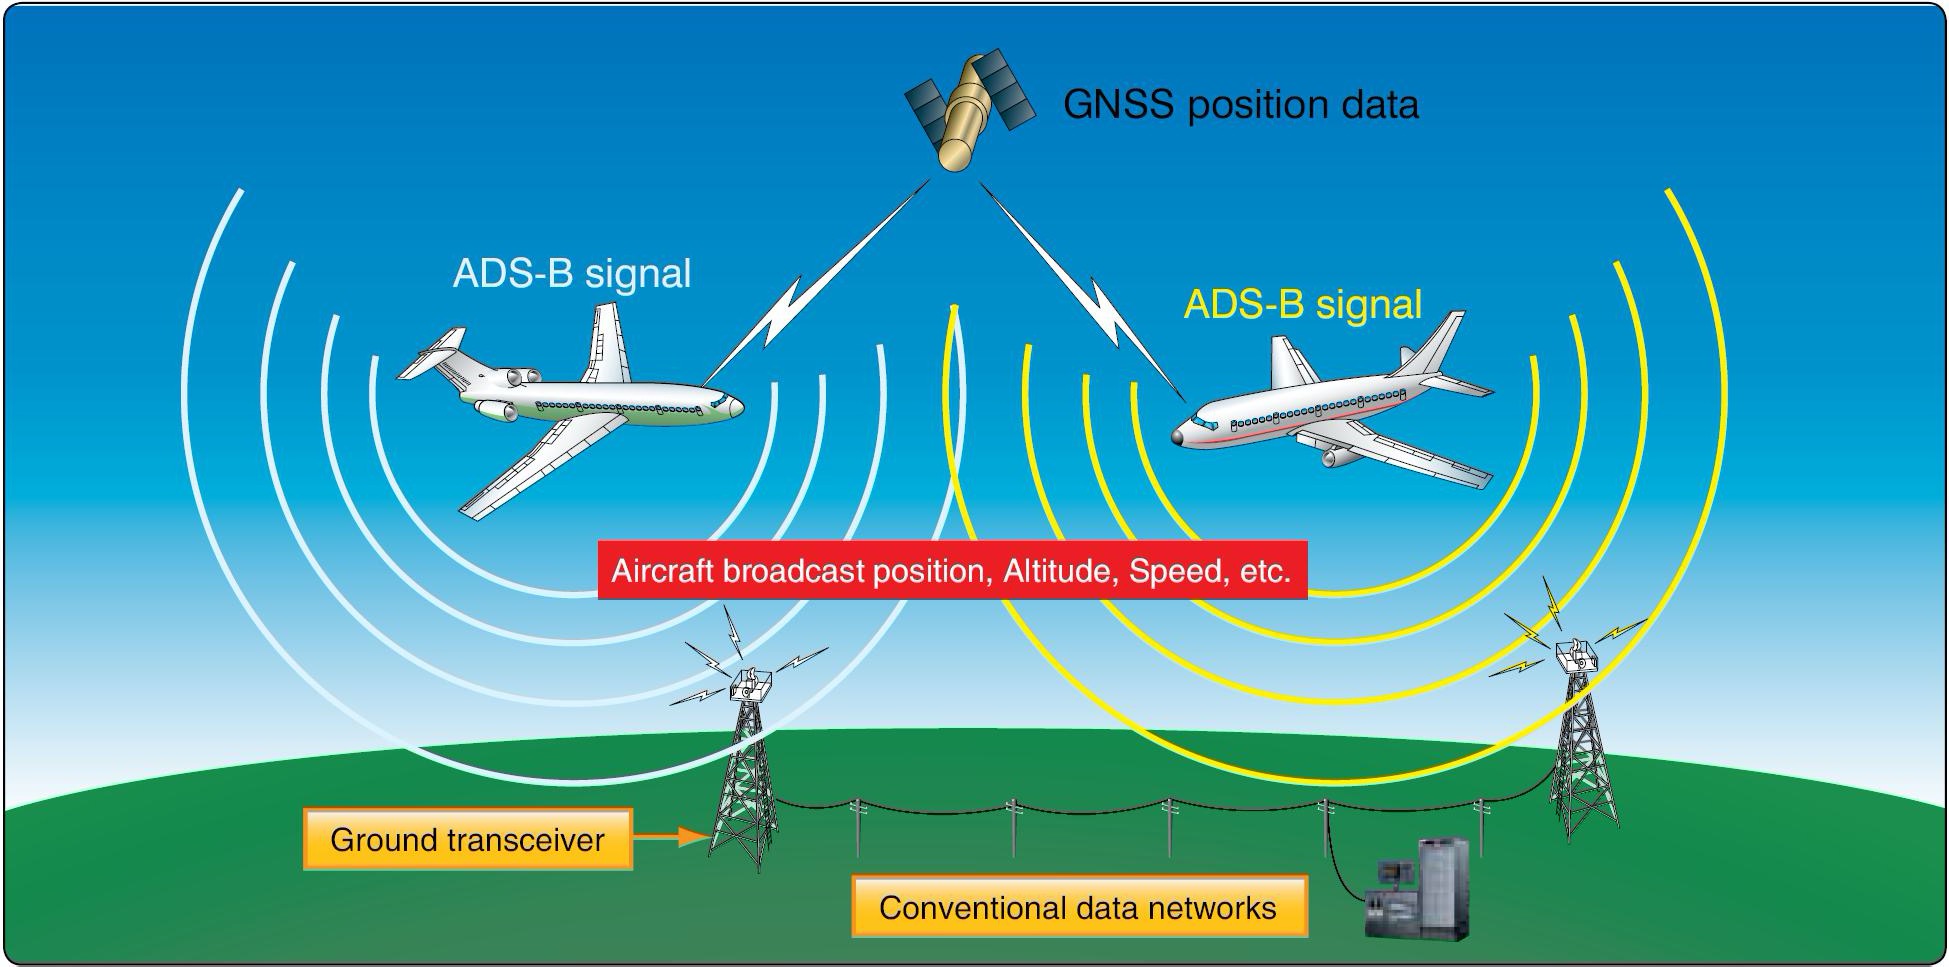 GNSS position data
ADS-B signal
ADS-B signal
Aircraft broadcast position, Altitude, Speed, etc.
Ground transceiver
Conventional data networks